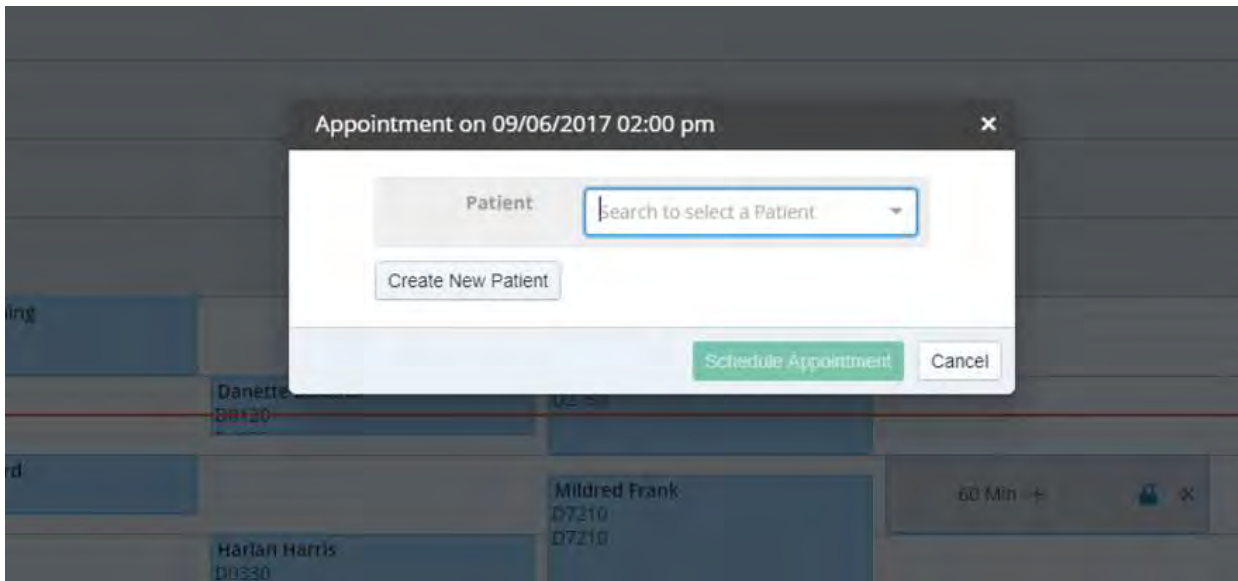 Appointment on 09/06/2017 02:00 pm ×
Patient
Search to select a Patient
Create New Patient
Schedule Appointment
Cancel
Danette
D0120
Mildred Frank
D7210
D7210
60 Min +
Harlan Harris
D0330